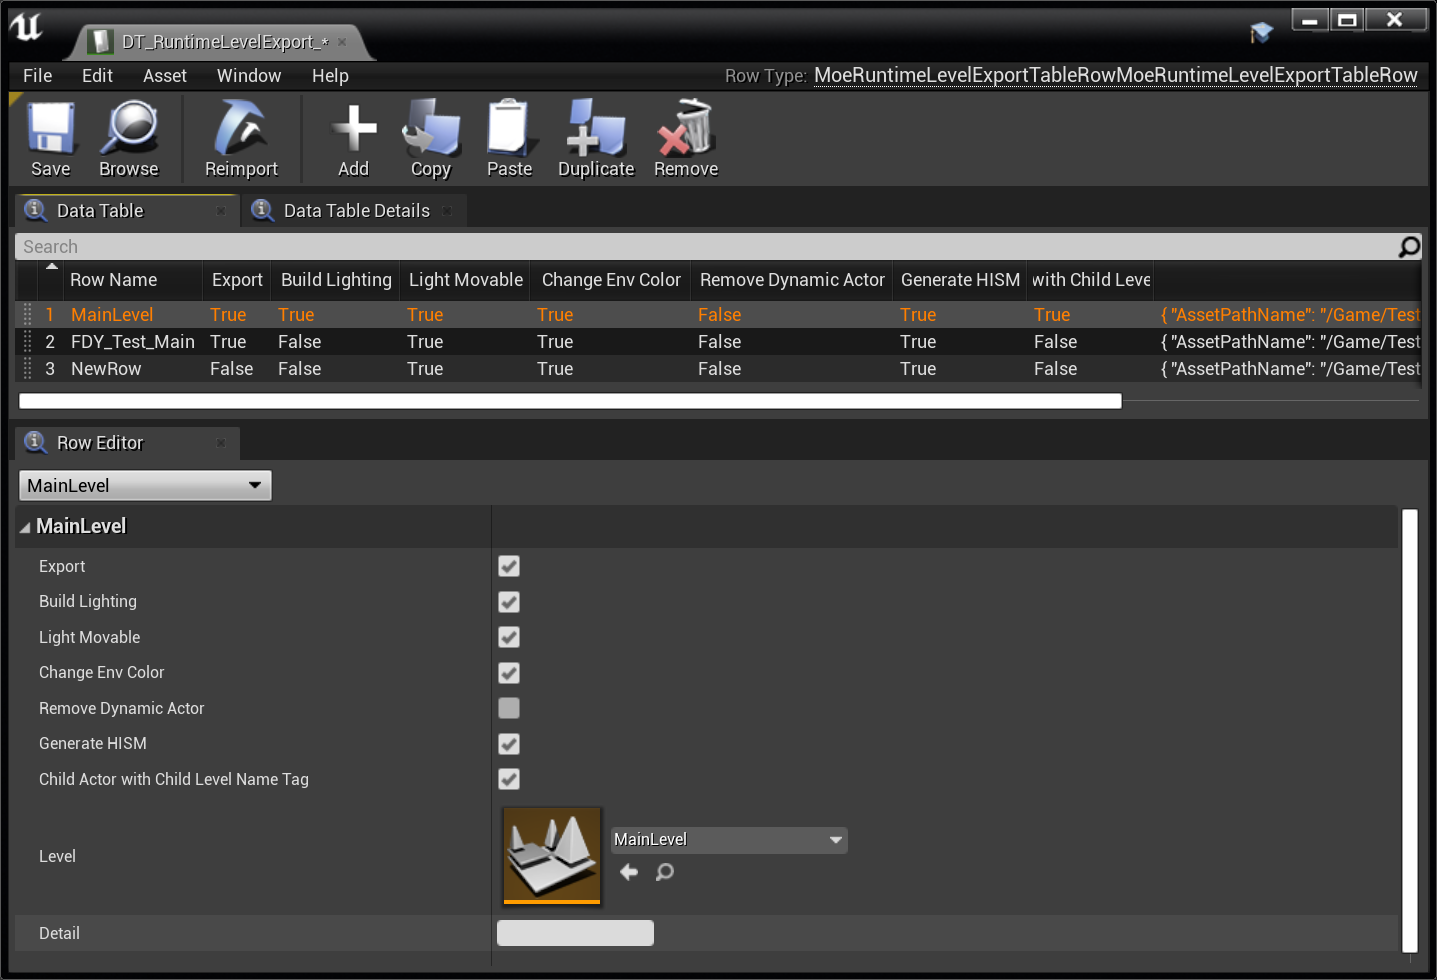 DT_RuntimeLevelExport_*
File Edit Asset Window Help
Row Type: MoeRuntimeLevelExportTableRowMoeRuntimeLevelExportTableRow
Save Browse Reimport Add Copy Paste Duplicate Remove
Data Table Data Table Details
Search
Row Name Export Build Lighting Light Movable Change Env Color Remove Dynamic Actor Generate HISM with Child Leve
1 MainLevel True True True True False True True { "AssetPathName": "/Game/Test
2 FDY_Test_Main True False True True False True False { "AssetPathName": "/Game/Test
3 NewRow False False True True False True False { "AssetPathName": "/Game/Test
Row Editor
MainLevel
MainLevel
Export
Build Lighting
Light Movable
Change Env Color
Remove Dynamic Actor
Generate HISM
Child Actor with Child Level Name Tag
Level MainLevel
Detail